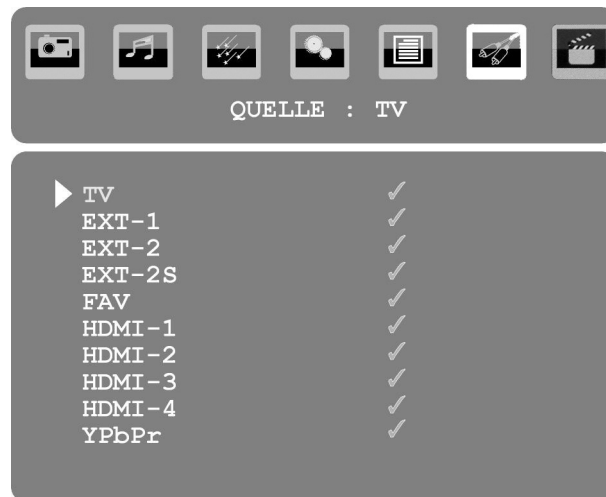 QUELLE : TV
TV
EXT-1
EXT-2
EXT-2S
FAV
HDMI-1
HDMI-2
HDMI-3
HDMI-4
YPbPr